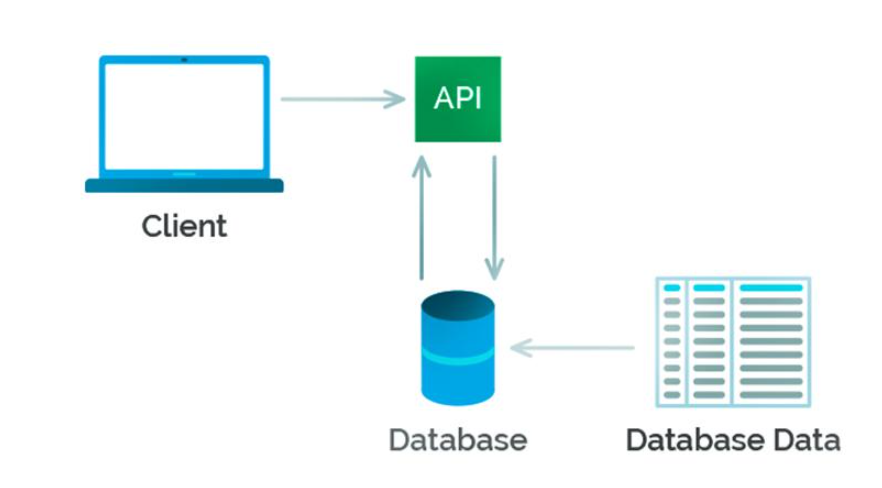 API
Client
Database
Database Data